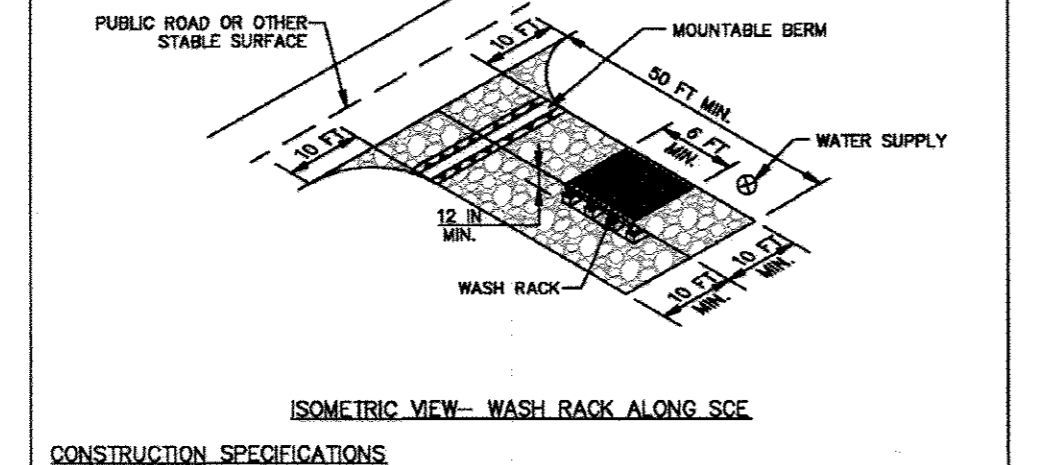 PUBLIC ROAD OR OTHER
STABLE SURFACE
10 FT
MOUNTABLE BERM
50 FT MIN.
10 FT
6 FT
MIN.
WATER SUPPLY
12 IN
MIN.
WASH RACK
10 FT
MIN.
10 FT
MIN.
ISOMETRIC VIEW- WASH RACK ALONG SCE
CONSTRUCTION SPECIFICATIONS